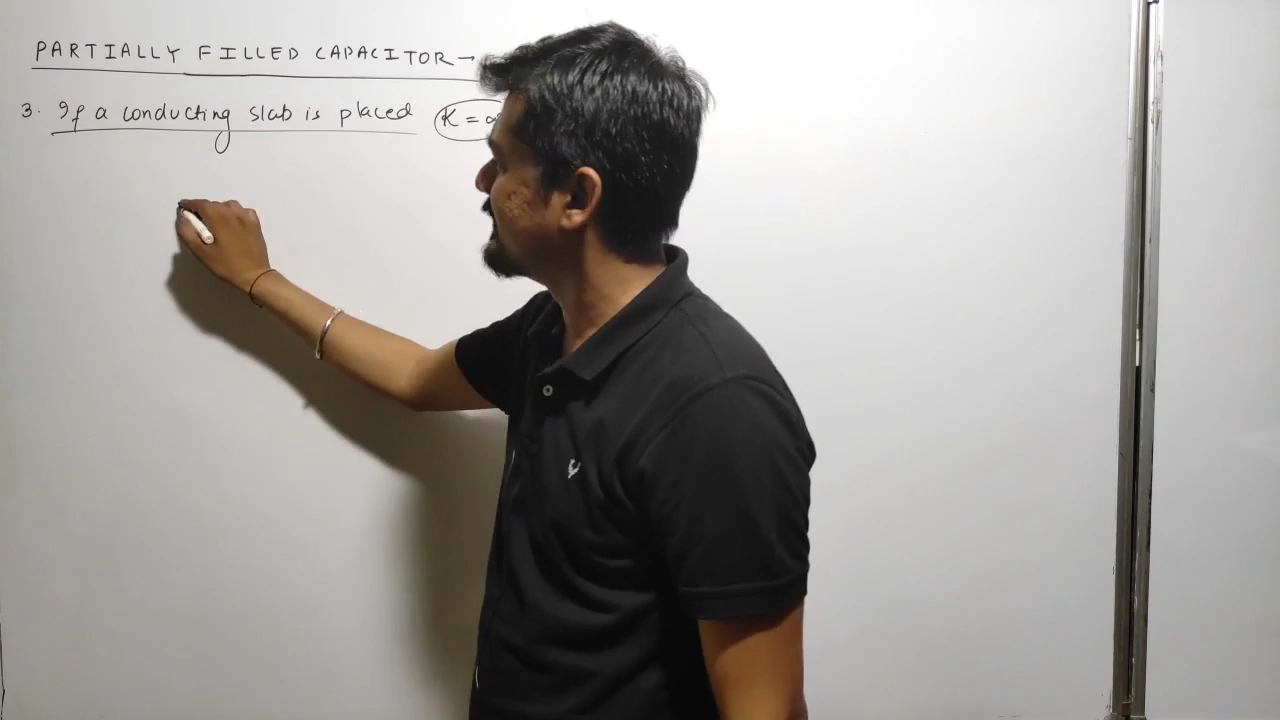 PARTIALLY FILLED CAPACITOR →
3. If a conducting slab is placed K = ∞